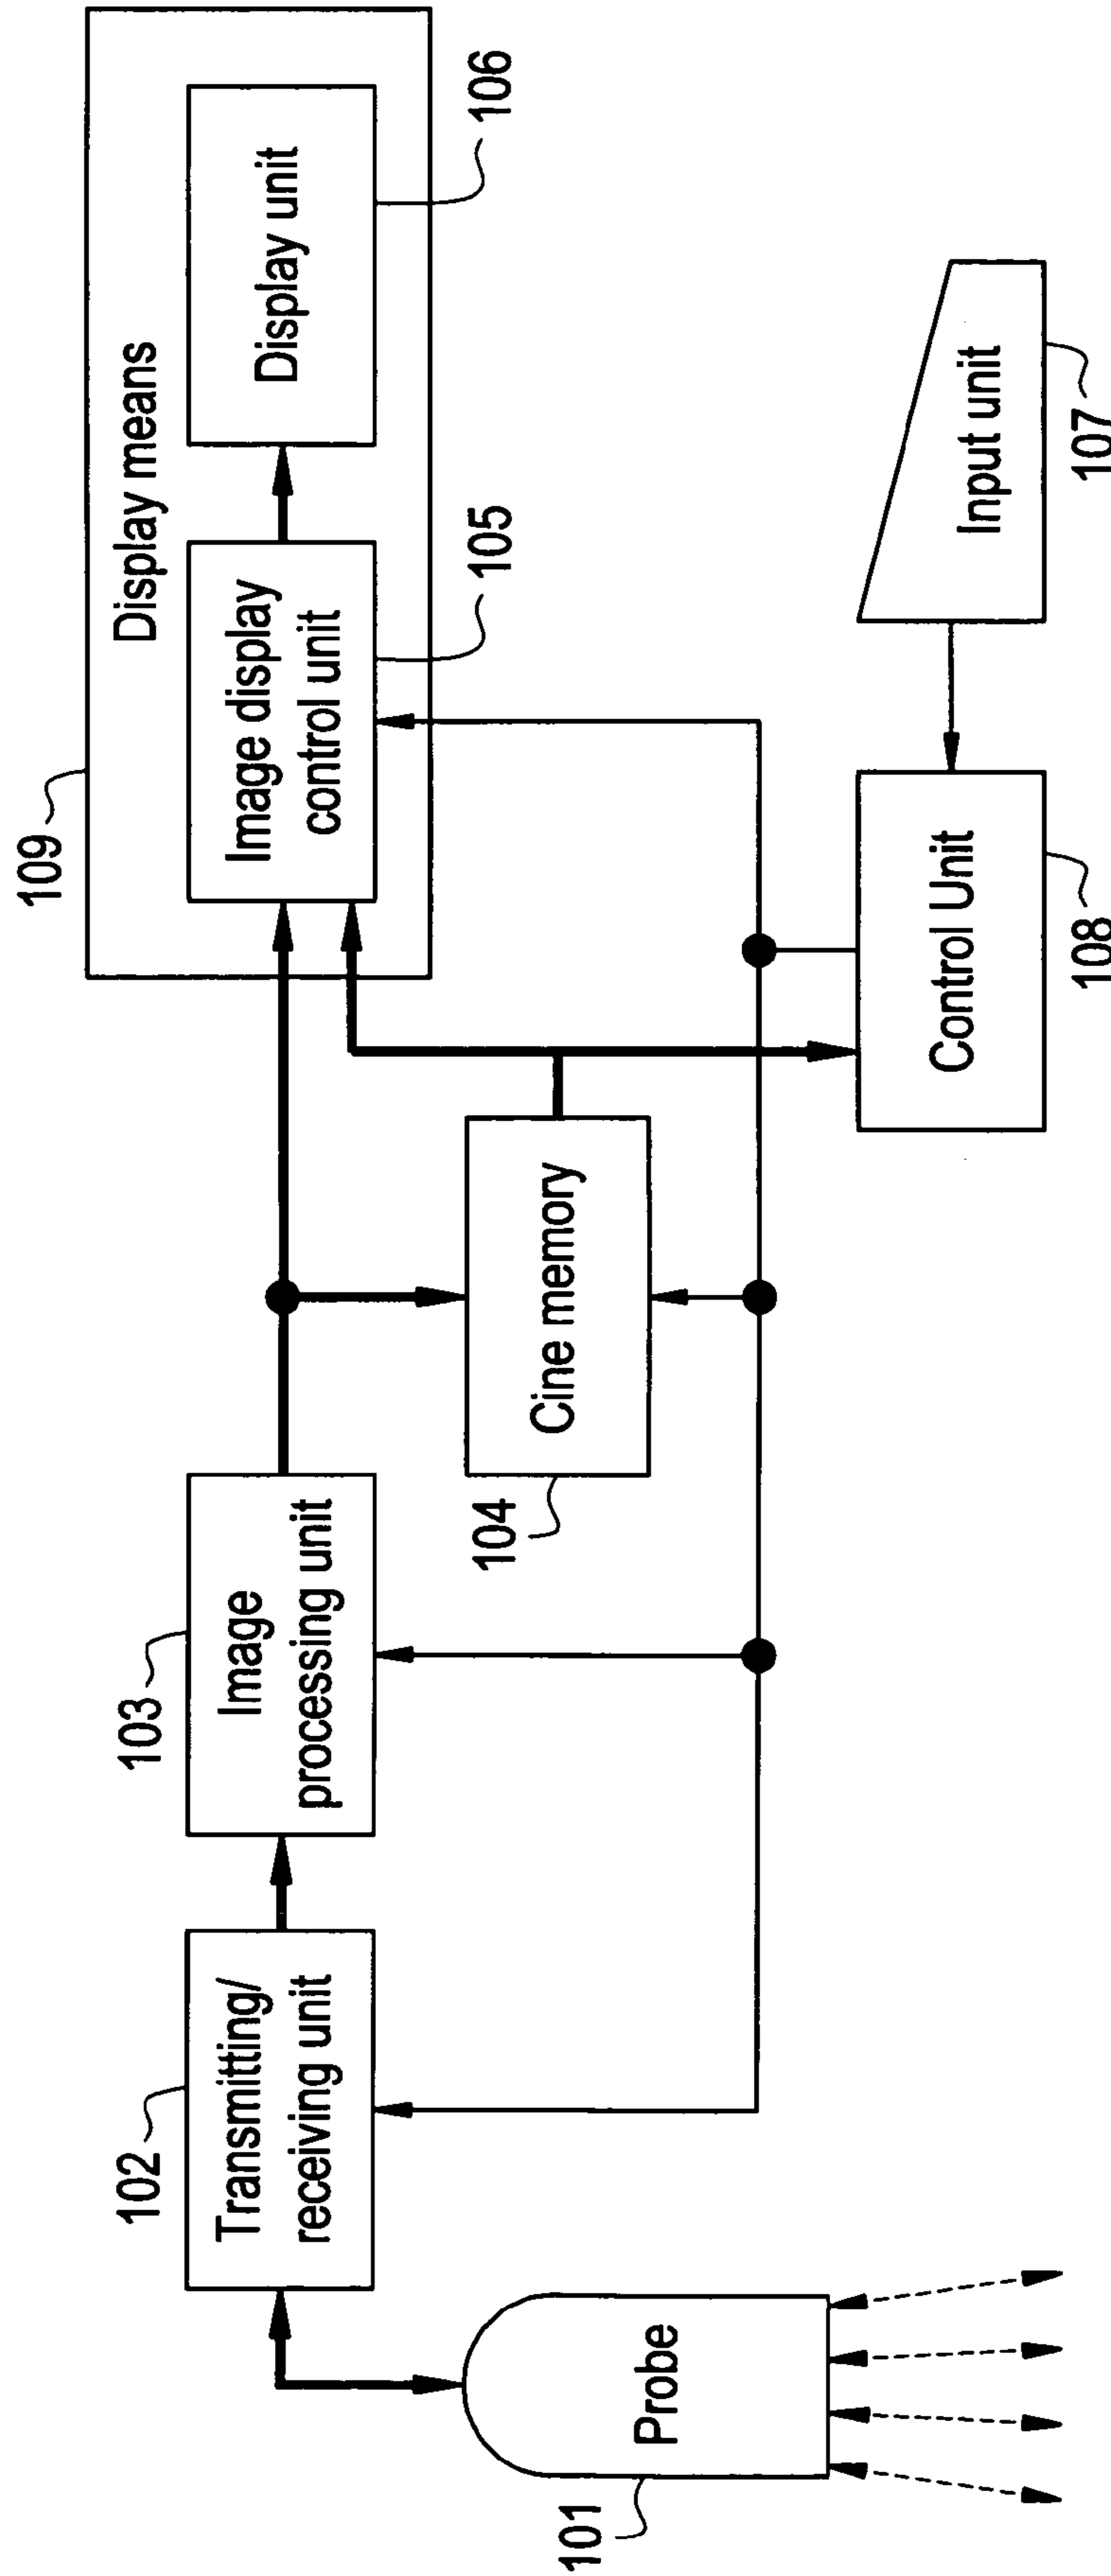 109
Display means
Image display
control unit
105
Display unit
106
103
Image
processing unit
102
Transmitting/
receiving unit
104
Cine memory
101
Probe
Control Unit
108
Input unit
107